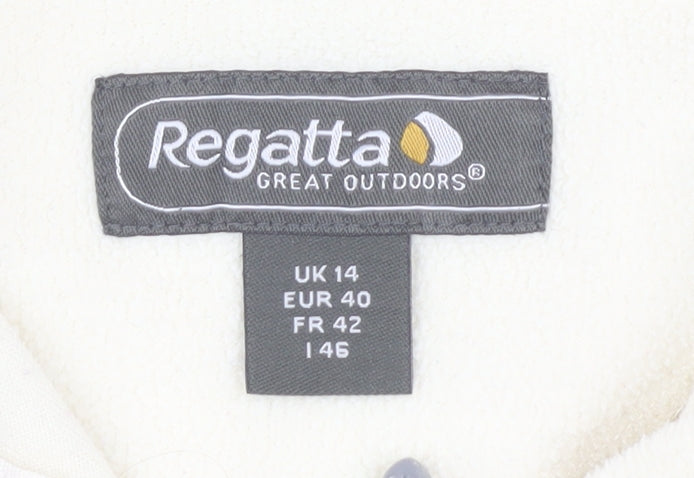 Regatta
GREAT OUTDOORS®
UK 14
EUR 40
FR 42
I 46